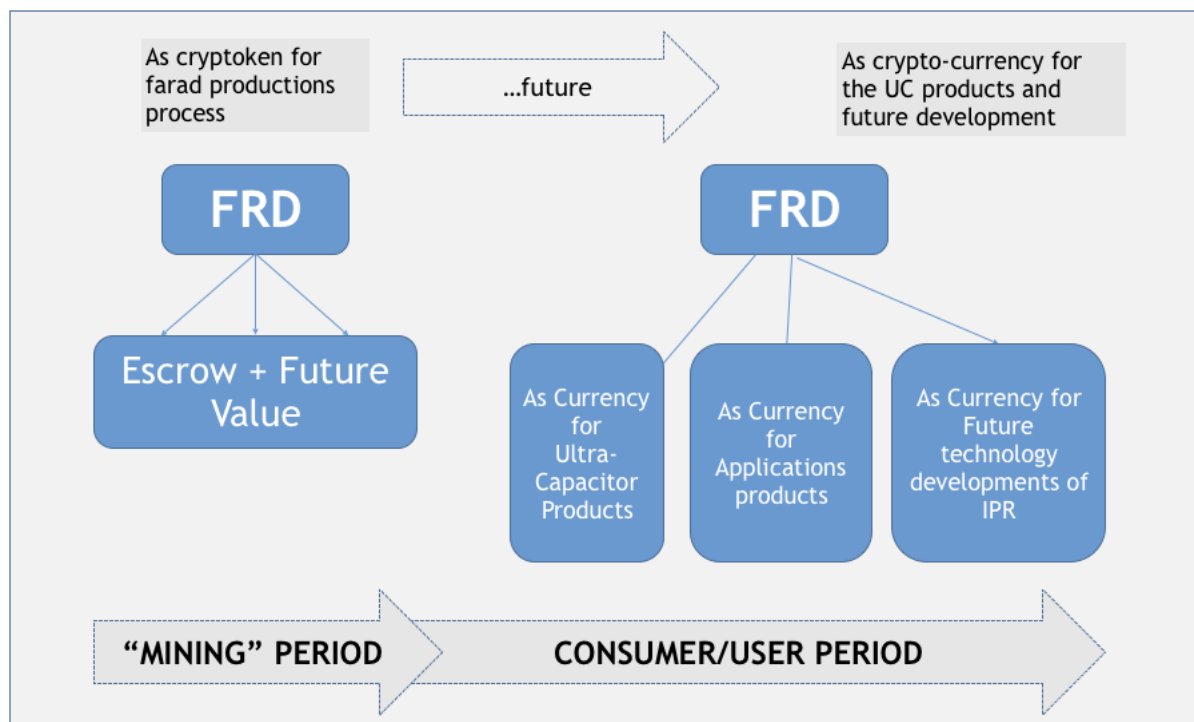 As cryptoken for
farad productions
process
...future
As crypto-currency for
the UC products and
future development
FRD
FRD
Escrow + Future
Value
As Currency
for
Ultra-
Capacitor
Products
As Currency
for
Applications
products
As Currency for
Future
technology
developments of
IPR
“MINING” PERIOD
CONSUMER/USER PERIOD